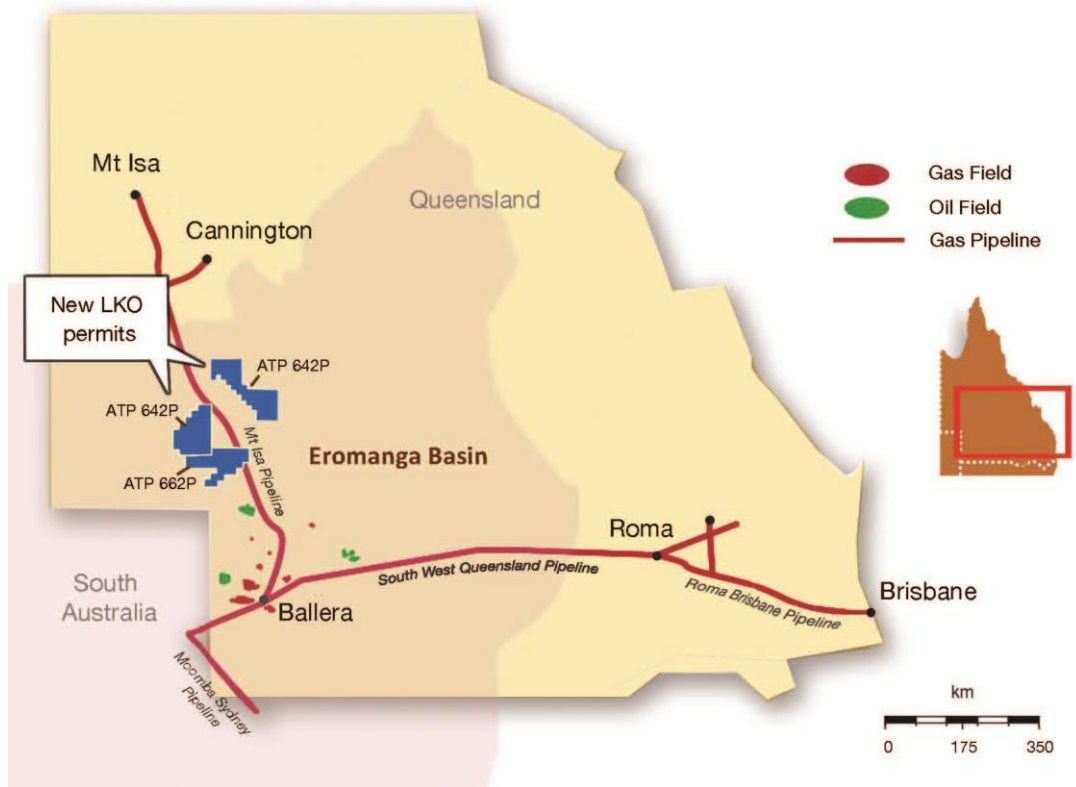 Mt Isa
Cannington
Queensland
Gas Field
Oil Field
Gas Pipeline
New LKO
permits
ATP 642P
ATP 642P
Mt Isa Pipeline
ATP 662P
Eromanga Basin
Roma
South West Queensland Pipeline
Roma Brisbane Pipeline
Brisbane
South
Australia
Ballera
Moomba Sydney
Pipeline
km
0 175 350